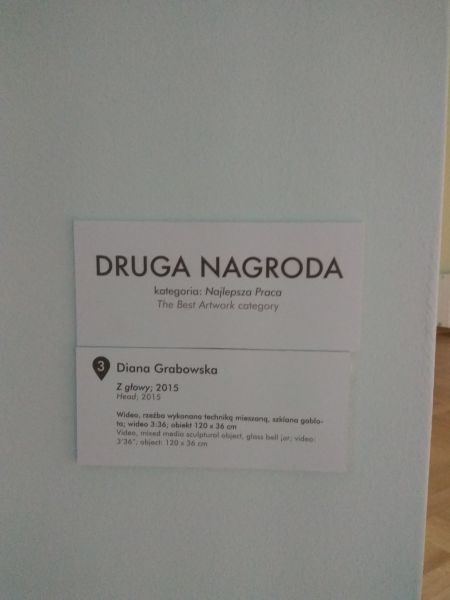 DRUGA NAGRODA
kategoria: Najlepsza Praca
The Best Artwork category
3 Diana Grabowska
Z głowy; 2015
Head; 2015
Wideo, rzeźba wykonana techniką mieszaną, szklana gablo-
ta; wideo 3:36; obiekt 120 x 36 cm
Video, mixed media sculptural object, glass bell jar; video:
3'36"; object: 120 x 36 cm